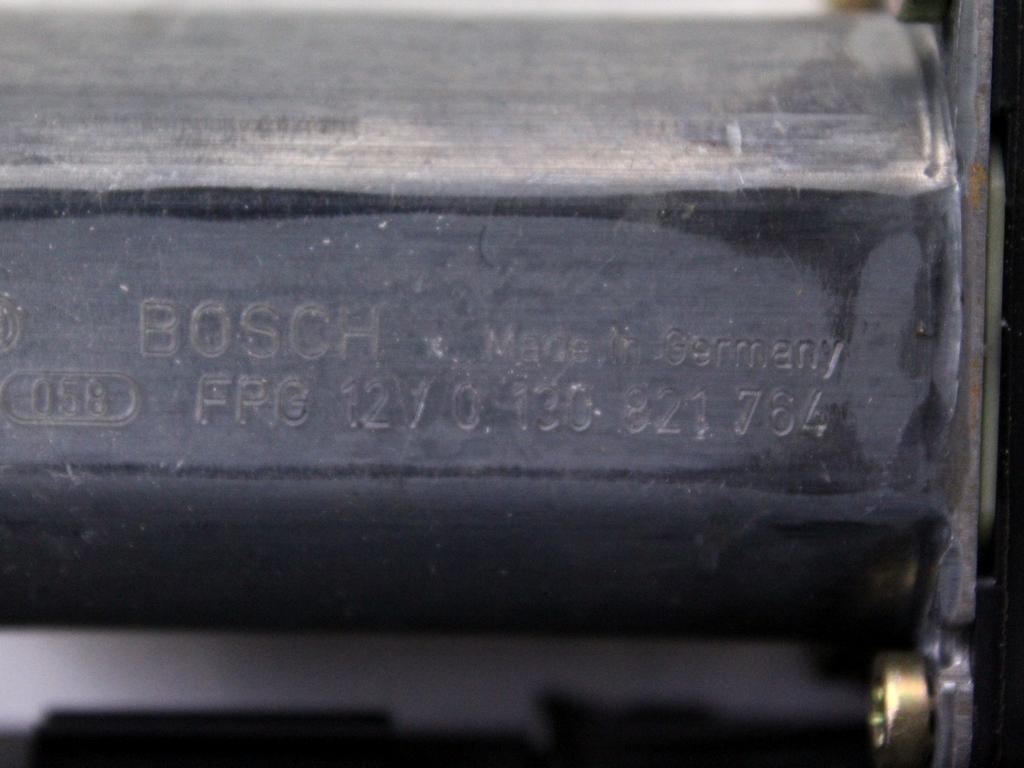 BOSCH Made in Germany
058 FPG 12V 0 130 821 764